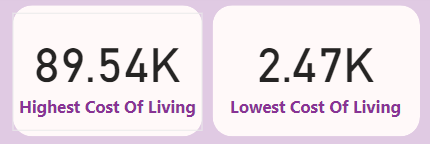 89.54K
Highest Cost Of Living
2.47K
Lowest Cost Of Living